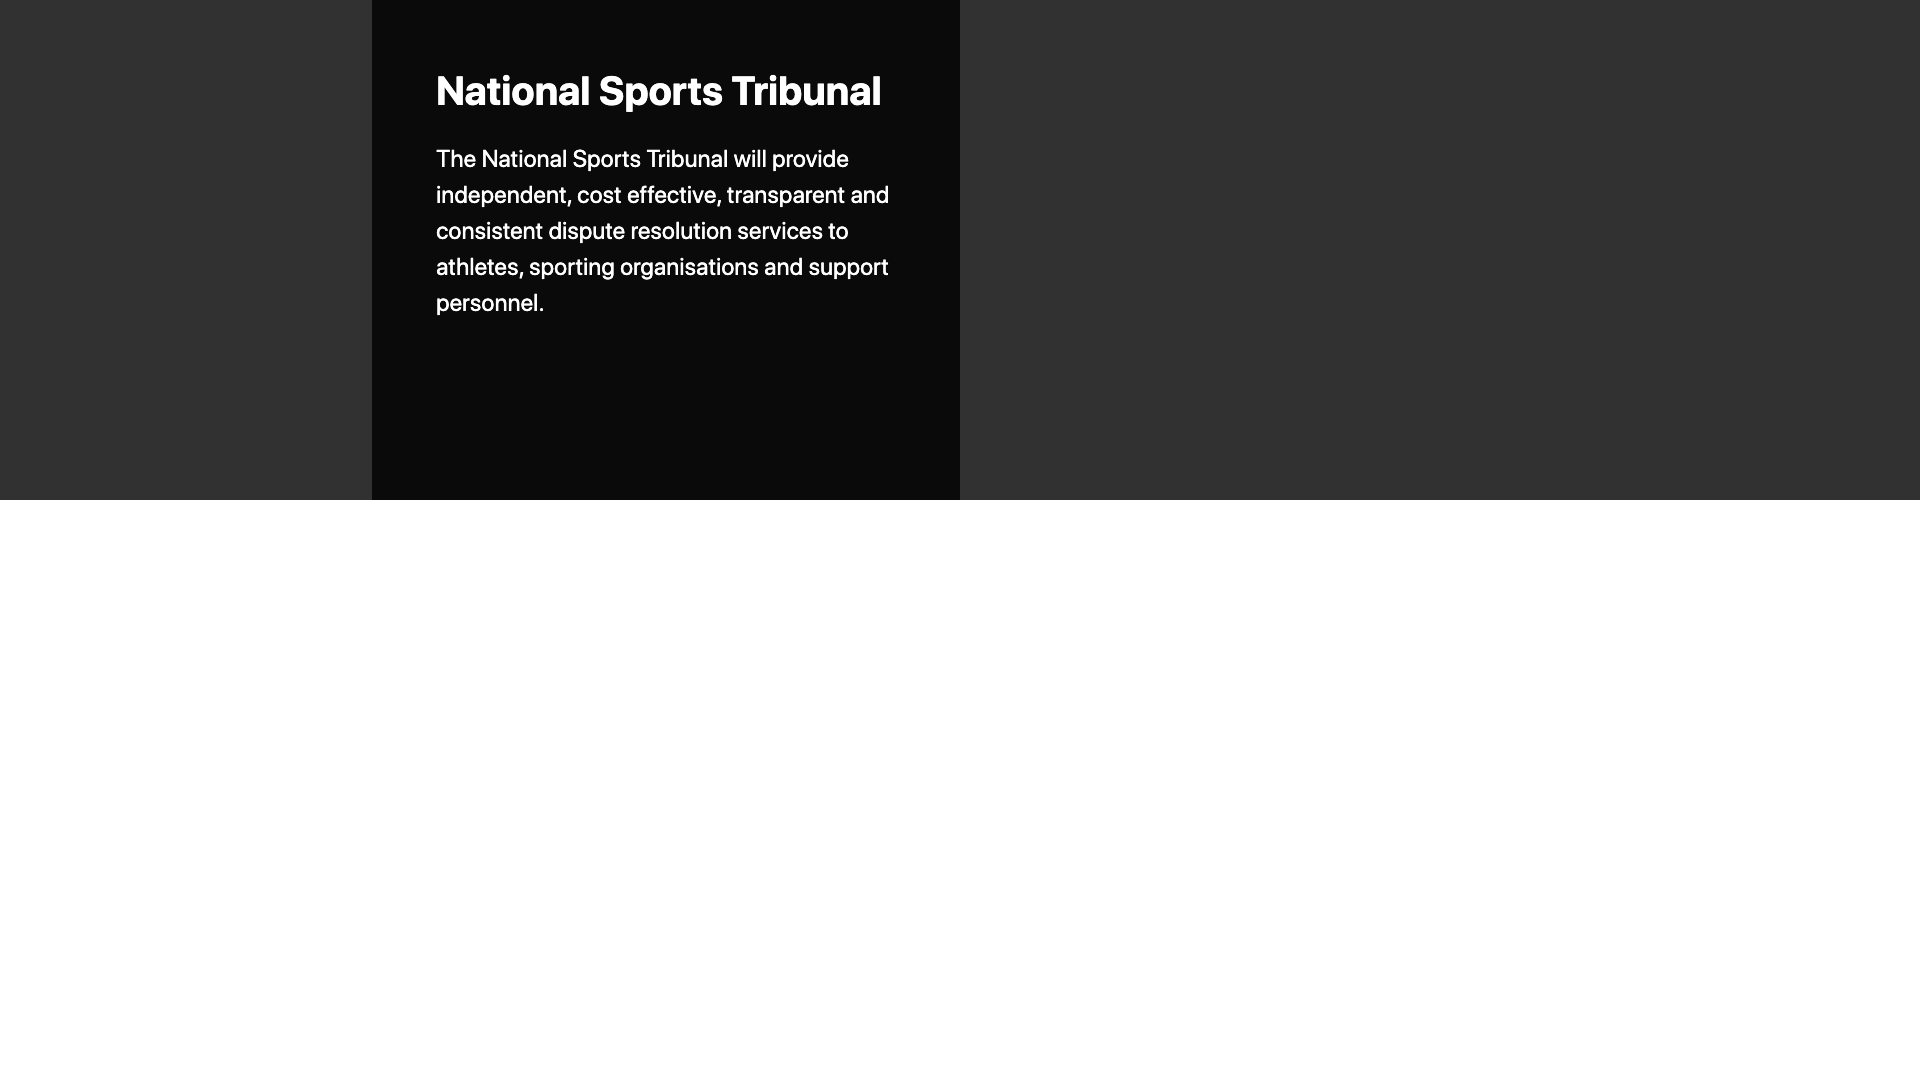 National Sports Tribunal
The National Sports Tribunal will provide
independent, cost effective, transparent and
consistent dispute resolution services to
athletes, sporting organisations and support
personnel.